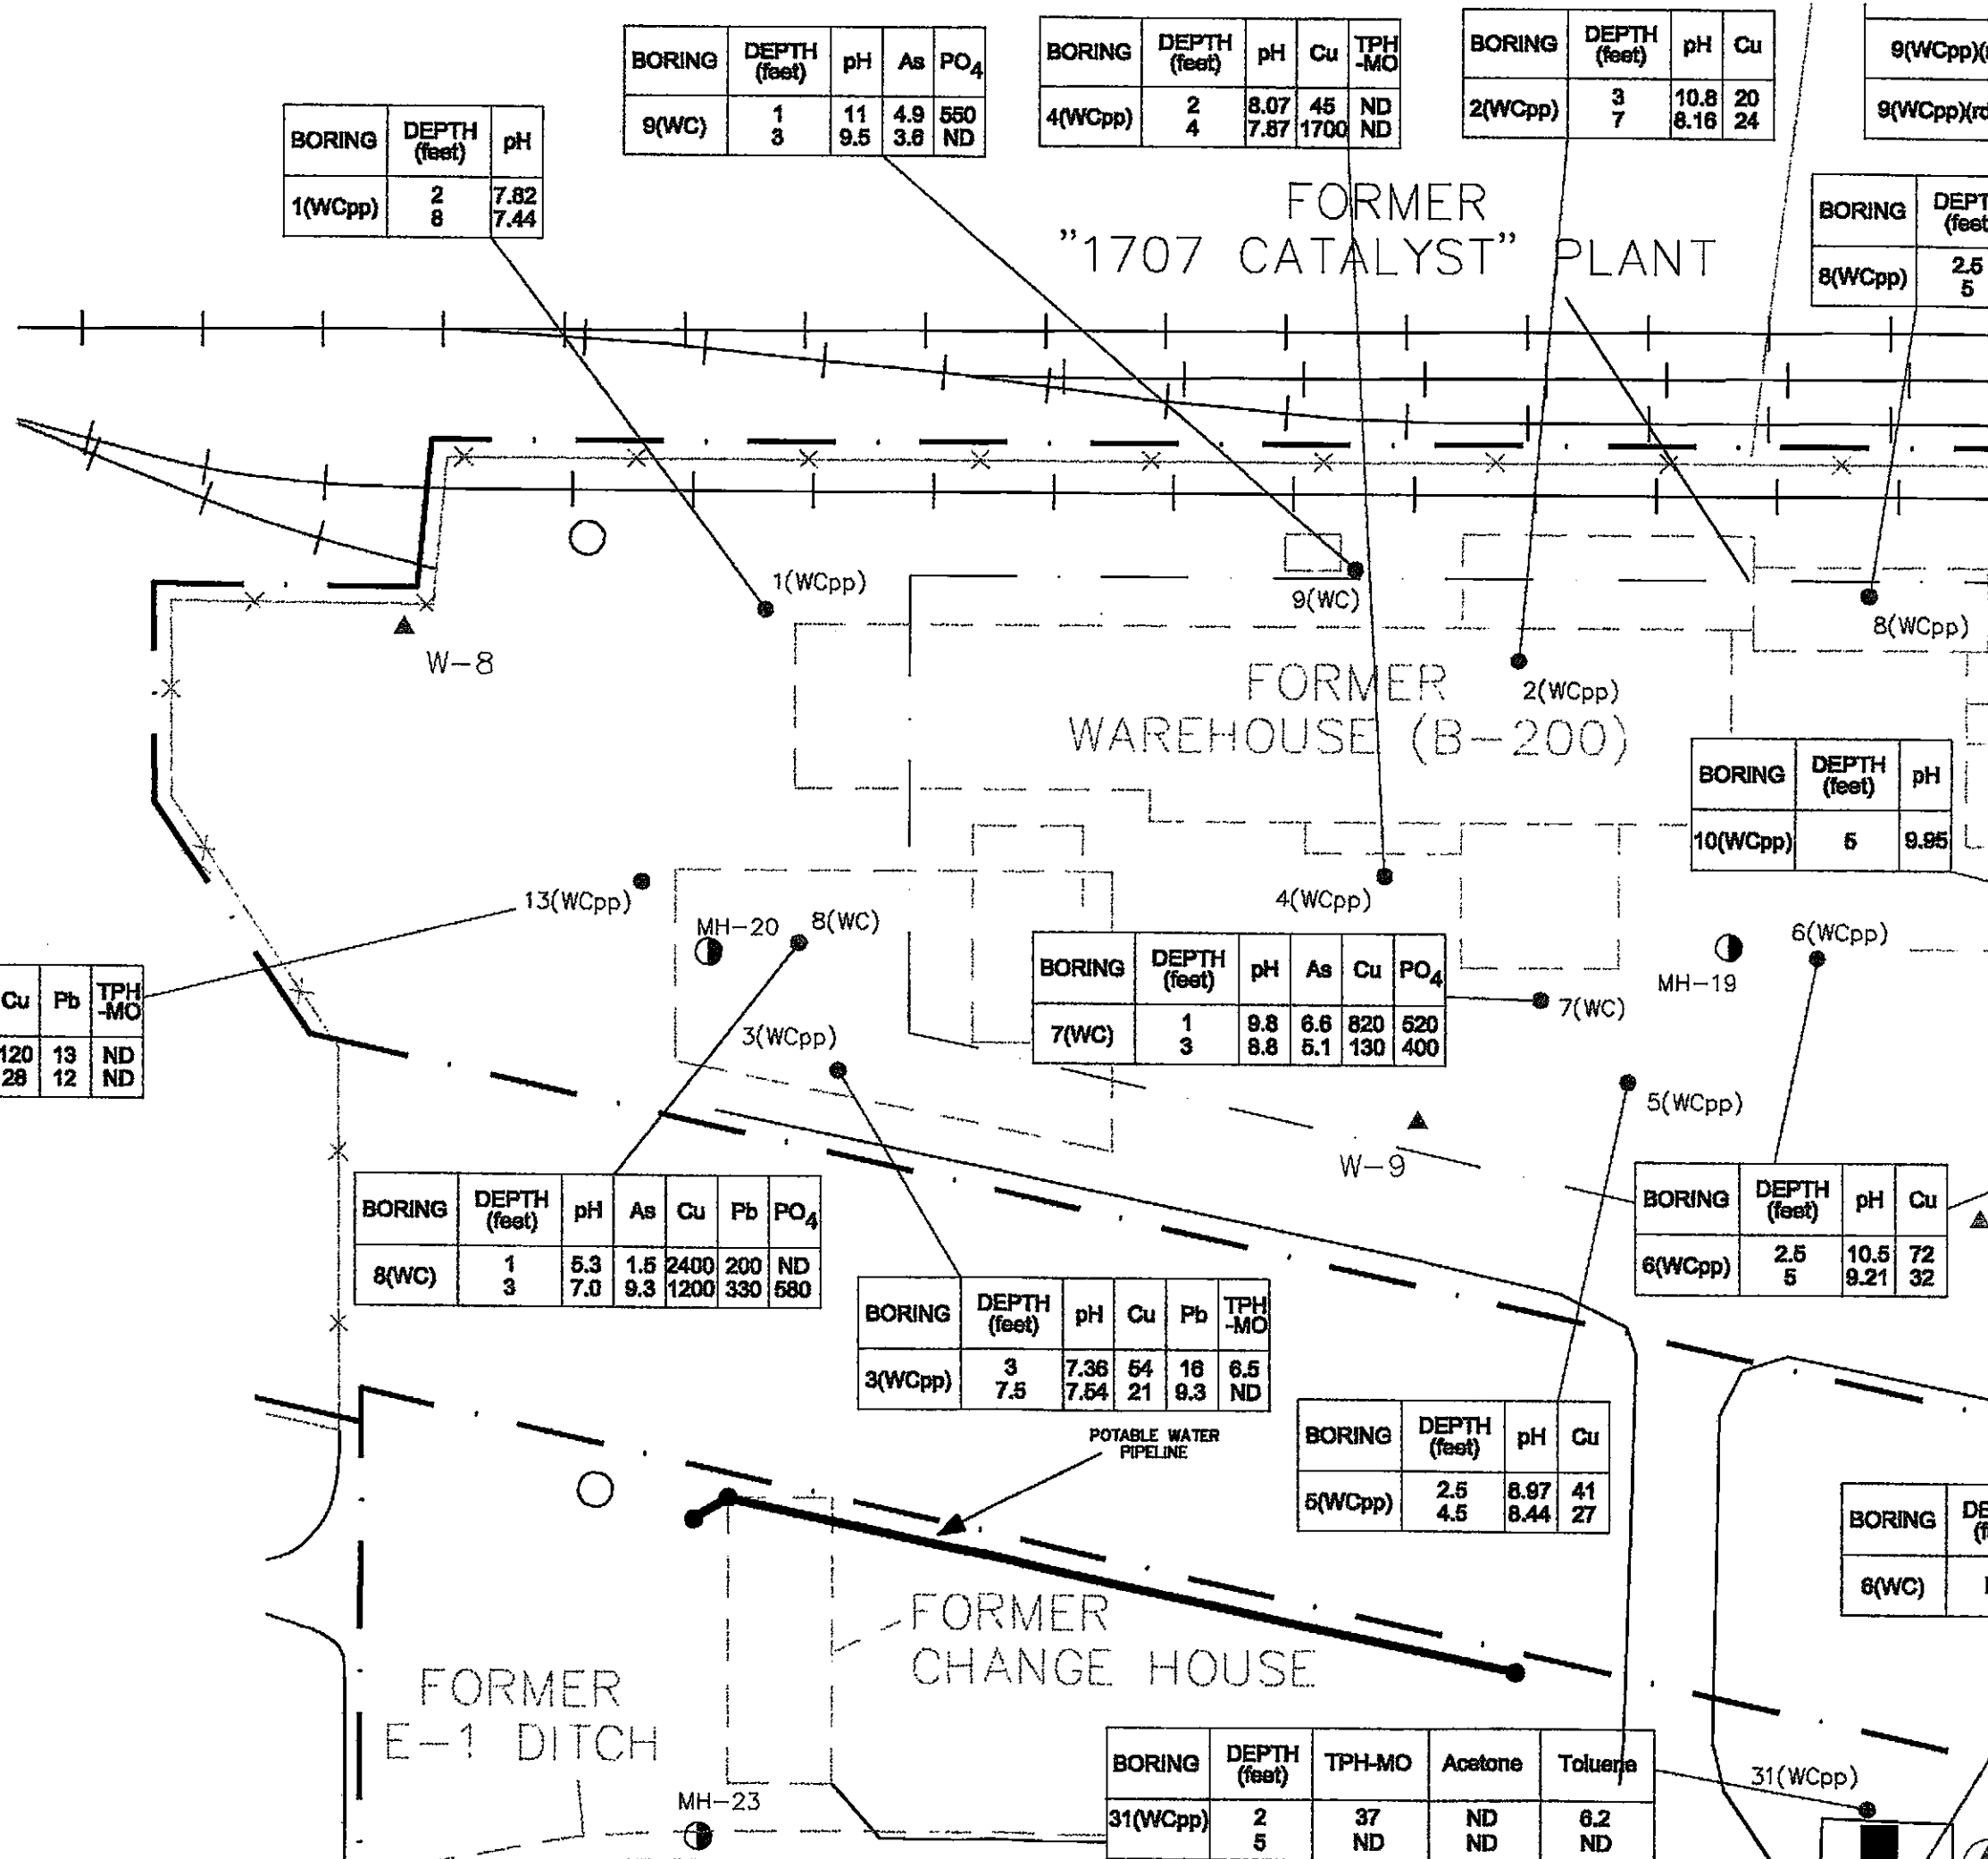 BORING DEPTH (feet) pH As PO4
9(WC) 1 11 4.9 550
3 9.5 3.6 ND
BORING DEPTH (feet) pH Cu TPH -MO
4(WCpp) 2 8.07 45 ND
4 7.87 1700 ND
BORING DEPTH (feet) pH Cu
2(WCpp) 3 10.8 20
7 8.16 24
9(WCpp)
9(WCpp)
BORING DEPTH (feet) pH
1(WCpp) 2 7.82
8 7.44
FORMER
"1707 CATALYST" PLANT
BORING
8(WCpp) 2.5
5
1(WCpp)
9(WC)
8(WCpp)
W-8
FORMER
WAREHOUSE (B-200)
2(WCpp)
BORING DEPTH (feet) pH
10(WCpp) 5 9.95
13(WCpp)
MH-20
8(WC)
4(WCpp)
6(WCpp)
MH-19
Cu Pb TPH -MO
120 13 ND
28 12 ND
BORING DEPTH (feet) pH As Cu PO4
7(WC) 1 9.8 6.6 820 520
3 8.8 5.1 130 400
7(WC)
3(WCpp)
5(WCpp)
W-9
BORING DEPTH (feet) pH As Cu Pb PO4
8(WC) 1 5.3 1.5 2400 200 ND
3 7.0 9.3 1200 330 580
BORING DEPTH (feet) pH Cu
6(WCpp) 2.5 10.5 72
5 9.21 32
BORING DEPTH (feet) pH Cu Pb TPH -MO
3(WCpp) 3 7.36 54 16 6.5
7.5 7.54 21 9.3 ND
POTABLE WATER
PIPELINE
BORING DEPTH (feet) pH Cu
5(WCpp) 2.5 8.97 41
4.5 8.44 27
BORING
6(WC)
FORMER
CHANGE HOUSE
FORMER
E-1 DITCH
MH-23
BORING DEPTH (feet) TPH-MO Acetone Toluene
31(WCpp) 2 37 ND 6.2
5 ND ND ND
31(WCpp)